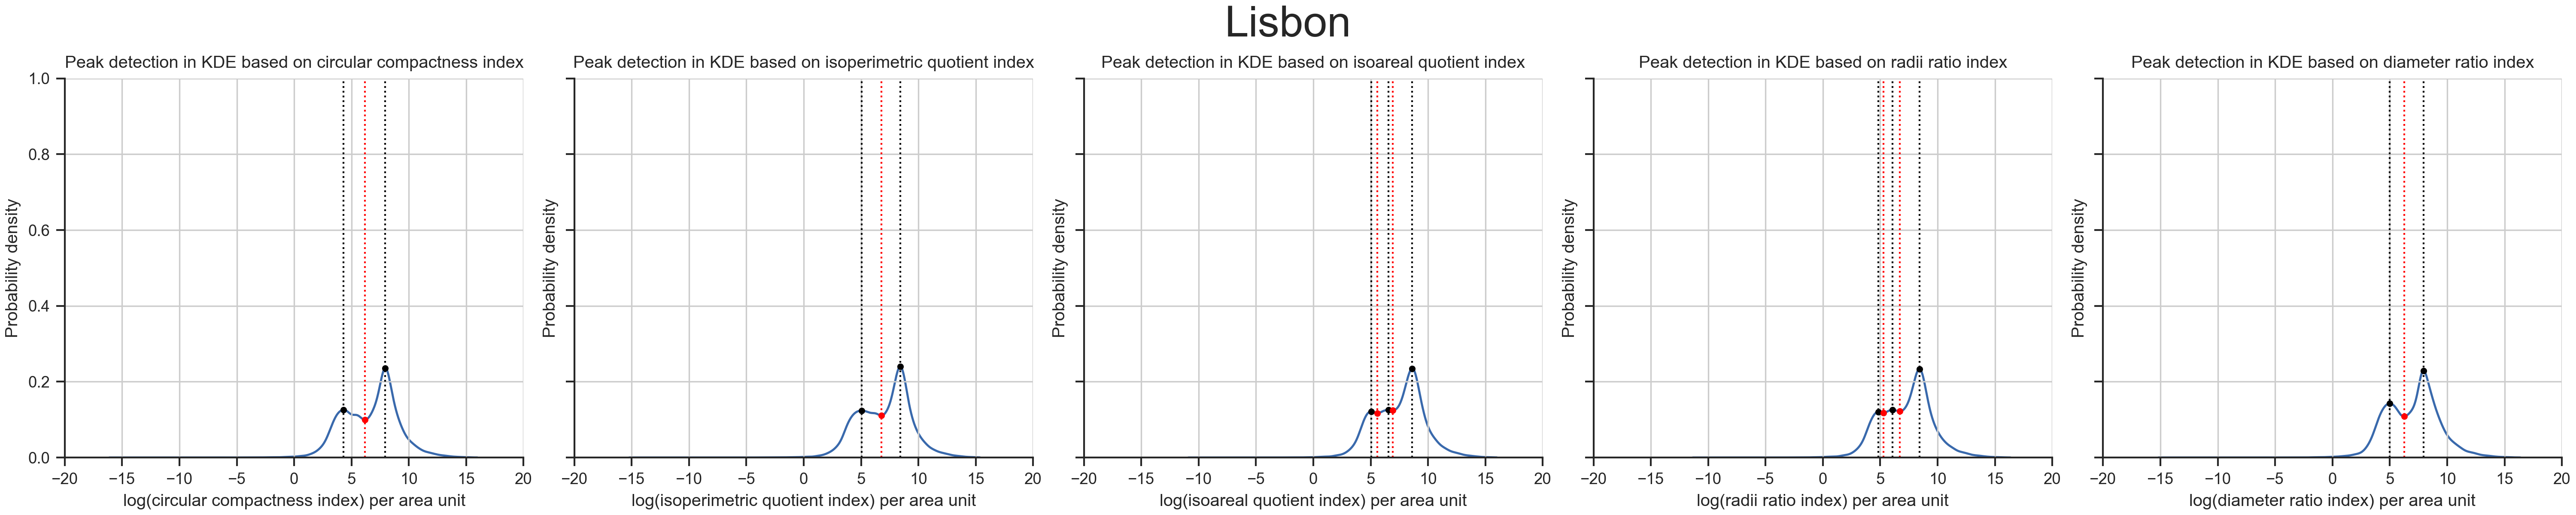 Lisbon
Peak detection in KDE based on circular compactness index
Peak detection in KDE based on isoperimetric quotient index
Peak detection in KDE based on isoareal quotient index
Peak detection in KDE based on radii ratio index
Peak detection in KDE based on diameter ratio index
1.0
0.8
0.6
0.4
0.2
0.0
Probability density
Probability density
Probability density
Probability density
Probability density
−20 −15 −10 −5 0 5 10 15 20
−20 −15 −10 −5 0 5 10 15 20
−20 −15 −10 −5 0 5 10 15 20
−20 −15 −10 −5 0 5 10 15 20
−20 −15 −10 −5 0 5 10 15 20
log(circular compactness index) per area unit
log(isoperimetric quotient index) per area unit
log(isoareal quotient index) per area unit
log(radii ratio index) per area unit
log(diameter ratio index) per area unit